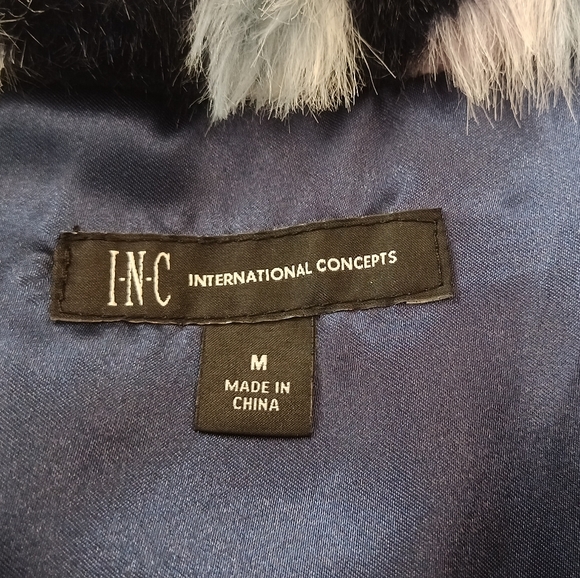 I-N-C INTERNATIONAL CONCEPTS
M
MADE IN
CHINA